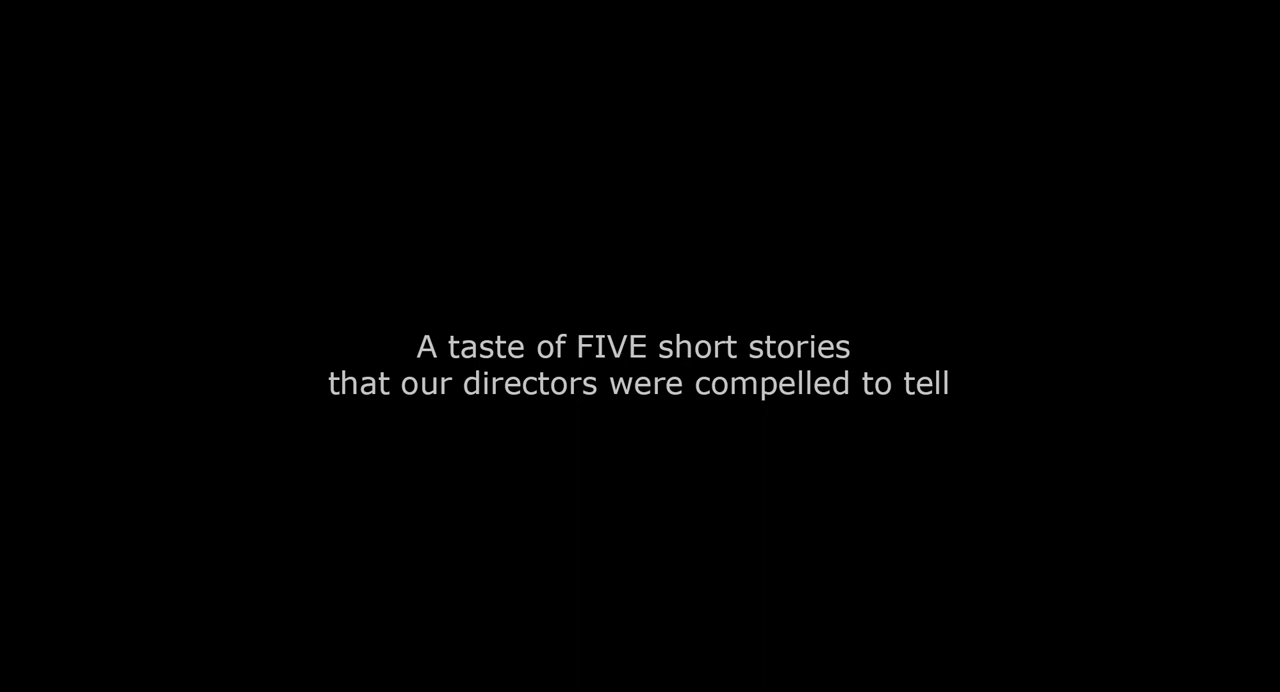 A taste of FIVE short stories
that our directors were compelled to tell